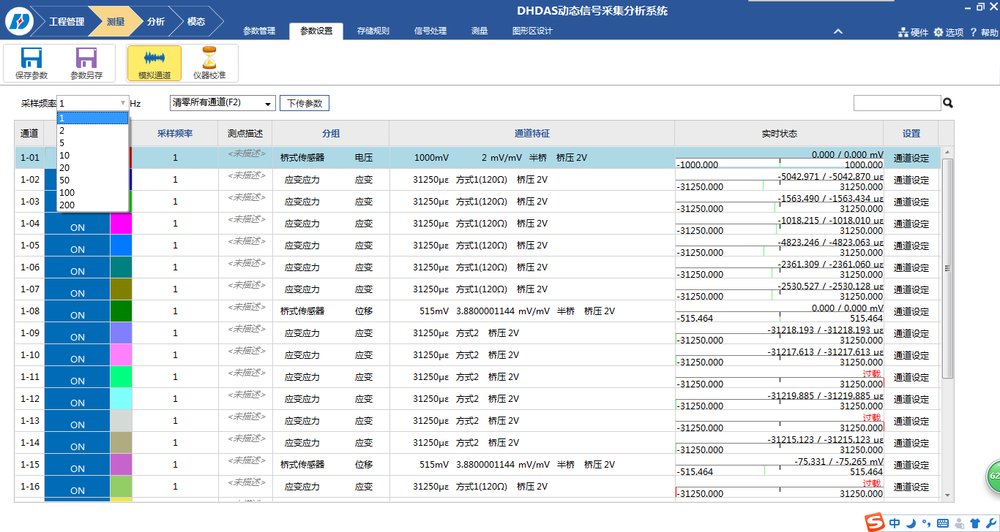 DHDAS动态信号采集分析系统
工程管理 测量 分析 模态
参数管理 参数设置 存储规则 信号处理 测量 图形区设计
硬件 选项 ? 帮助
保存参数 参数另存 模拟通道 仪器校准
采样频率 1 Hz 清零所有通道(F2) 下传参数
1
2
5
10
20
50
100
200
通道 采样频率 测点描述 分组 通道特征 实时状态 设置
1-01 1 <未描述> 桥式传感器 电压 1000mV 2 mV/mV 半桥 桥压 2V 0.000 / 0.000 mV -1000.000 1000.000 通道设定
1-02 1 <未描述> 应变应力 应变 31250με 方式1(120Ω) 桥压 2V -5042.971 / -5042.870 με -31250.000 31250.000 通道设定
1-03 1 <未描述> 应变应力 应变 31250με 方式1(120Ω) 桥压 2V -1563.490 / -1563.434 με -31250.000 31250.000 通道设定
1-04 ON 1 <未描述> 应变应力 应变 31250με 方式1(120Ω) 桥压 2V -1018.215 / -1018.010 με -31250.000 31250.000 通道设定
1-05 ON 1 <未描述> 应变应力 应变 31250με 方式1(120Ω) 桥压 2V -4823.246 / -4823.063 με -31250.000 31250.000 通道设定
1-06 ON 1 <未描述> 应变应力 应变 31250με 方式1(120Ω) 桥压 2V -2361.309 / -2361.060 με -31250.000 31250.000 通道设定
1-07 ON 1 <未描述> 应变应力 应变 31250με 方式1(120Ω) 桥压 2V -2530.527 / -2530.128 με -31250.000 31250.000 通道设定
1-08 ON 1 <未描述> 桥式传感器 位移 515mV 3.8800001144 mV/mV 半桥 桥压 2V 0.000 / 0.000 mV -515.464 515.464 通道设定
1-09 ON 1 <未描述> 应变应力 应变 31250με 方式2 桥压 2V -31218.193 / -31218.193 με -31250.000 31250.000 通道设定
1-10 ON 1 <未描述> 应变应力 应变 31250με 方式2 桥压 2V -31217.613 / -31217.613 με -31250.000 31250.000 通道设定
1-11 ON 1 <未描述> 应变应力 应变 31250με 方式2 桥压 2V 过载 -31250.000 31250.000 通道设定
1-12 ON 1 <未描述> 应变应力 应变 31250με 方式2 桥压 2V -31219.885 / -31219.885 με -31250.000 31250.000 通道设定
1-13 ON 1 <未描述> 应变应力 应变 31250με 方式2 桥压 2V 过载 -31250.000 31250.000 通道设定
1-14 ON 1 <未描述> 应变应力 应变 31250με 方式2 桥压 2V -31215.123 / -31215.123 με -31250.000 31250.000 通道设定
1-15 ON 1 <未描述> 桥式传感器 位移 515mV 3.8800001144 mV/mV 半桥 桥压 2V -75.331 / -75.265 mV -515.464 515.464 通道设定
1-16 ON 1 <未描述> 应变应力 应变 31250με 方式1(120Ω) 桥压 2V 过载 -31250.000 31250.000 通道设定
62
中